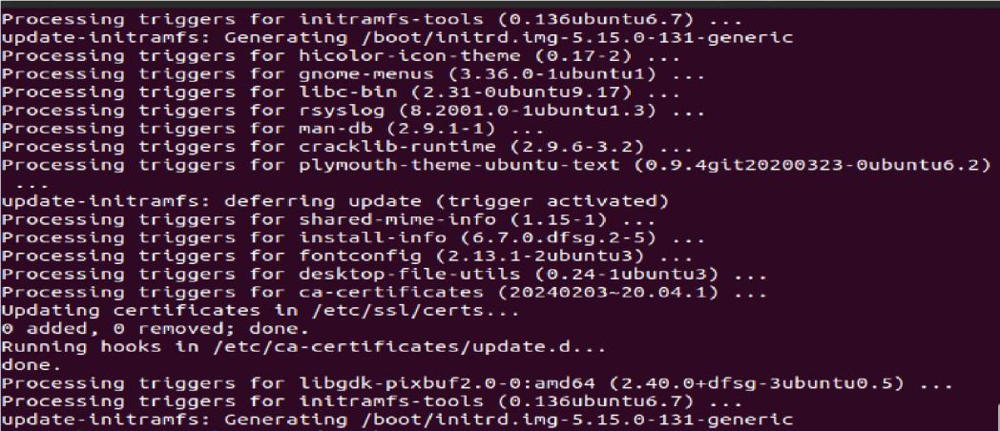 Processing triggers for initramfs-tools (0.136ubuntu6.7) ...
update-initramfs: Generating /boot/initrd.img-5.15.0-131-generic
Processing triggers for hicolor-icon-theme (0.17-2) ...
Processing triggers for gnome-menus (3.36.0-1ubuntu1) ...
Processing triggers for libc-bin (2.31-0ubuntu9.17) ...
Processing triggers for rsyslog (8.2001.0-1ubuntu1.3) ...
Processing triggers for man-db (2.9.1-1) ...
Processing triggers for cracklib-runtime (2.9.6-3.2) ...
Processing triggers for plymouth-theme-ubuntu-text (0.9.4git20200323-0ubuntu6.2)
...
update-initramfs: deferring update (trigger activated)
Processing triggers for shared-mime-info (1.15-1) ...
Processing triggers for install-info (6.7.0.dfsg.2-5) ...
Processing triggers for fontconfig (2.13.1-2ubuntu3) ...
Processing triggers for desktop-file-utils (0.24-1ubuntu3) ...
Processing triggers for ca-certificates (20240203~20.04.1) ...
Updating certificates in /etc/ssl/certs...
0 added, 0 removed; done.
Running hooks in /etc/ca-certificates/update.d...
done.
Processing triggers for libgdk-pixbuf2.0-0:amd64 (2.40.0+dfsg-3ubuntu0.5) ...
Processing triggers for initramfs-tools (0.136ubuntu6.7) ...
update-initramfs: Generating /boot/initrd.img-5.15.0-131-generic